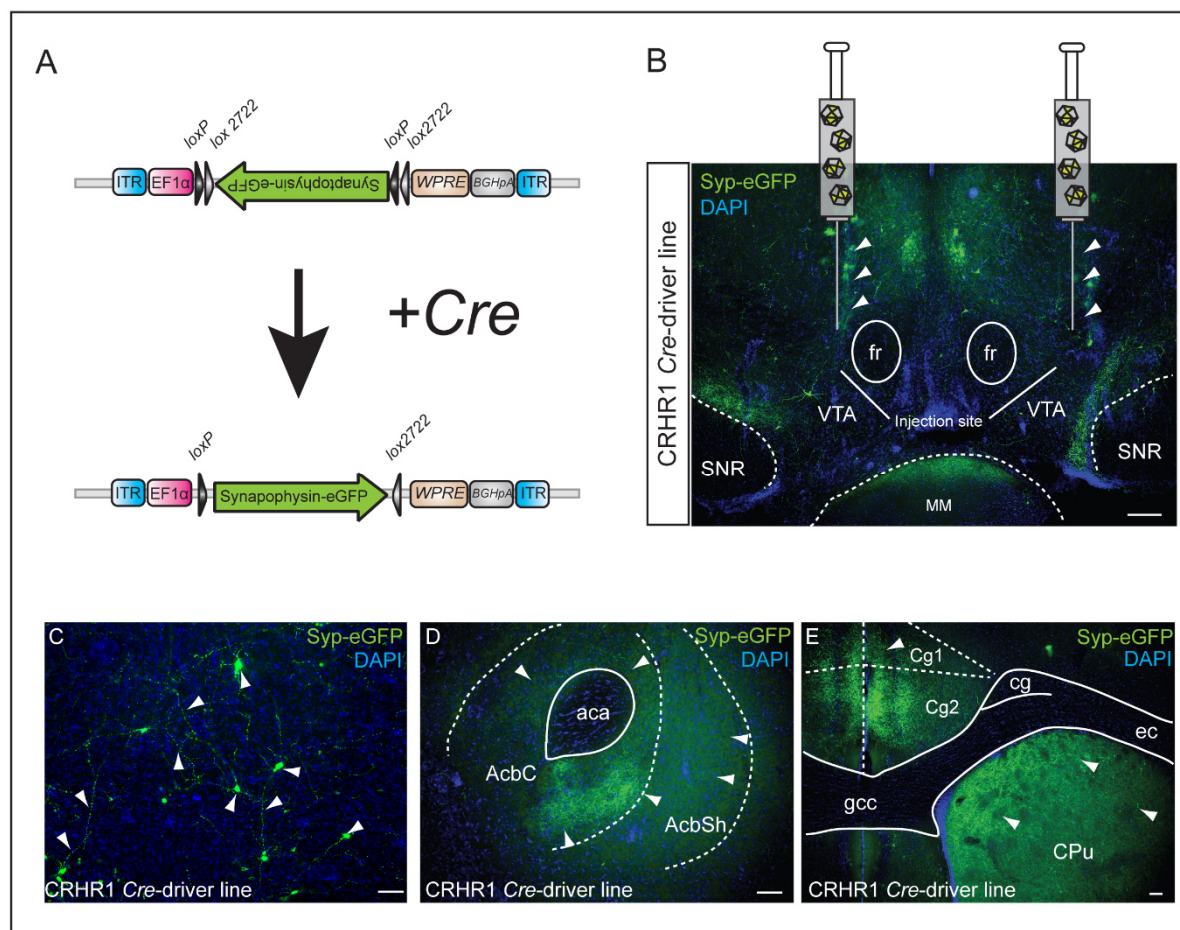 A
loxP
lox 2722
loxP
lox2722
ITR
EF1α
Synaptophysin-eGFP
WPRE
BGHpA
ITR
+Cre
loxP
lox2722
ITR
EF1α
Synapophysin-eGFP
WPRE
BGHpA
ITR
B
CRHR1 Cre-driver line
Syp-eGFP
DAPI
fr
fr
VTA
Injection site
VTA
SNR
SNR
MM
C
Syp-eGFP
DAPI
CRHR1 Cre-driver line
D
Syp-eGFP
DAPI
aca
AcbC
AcbSh
CRHR1 Cre-driver line
E
Syp-eGFP
DAPI
Cg1
cg
Cg2
ec
gcc
CPu
CRHR1 Cre-driver line